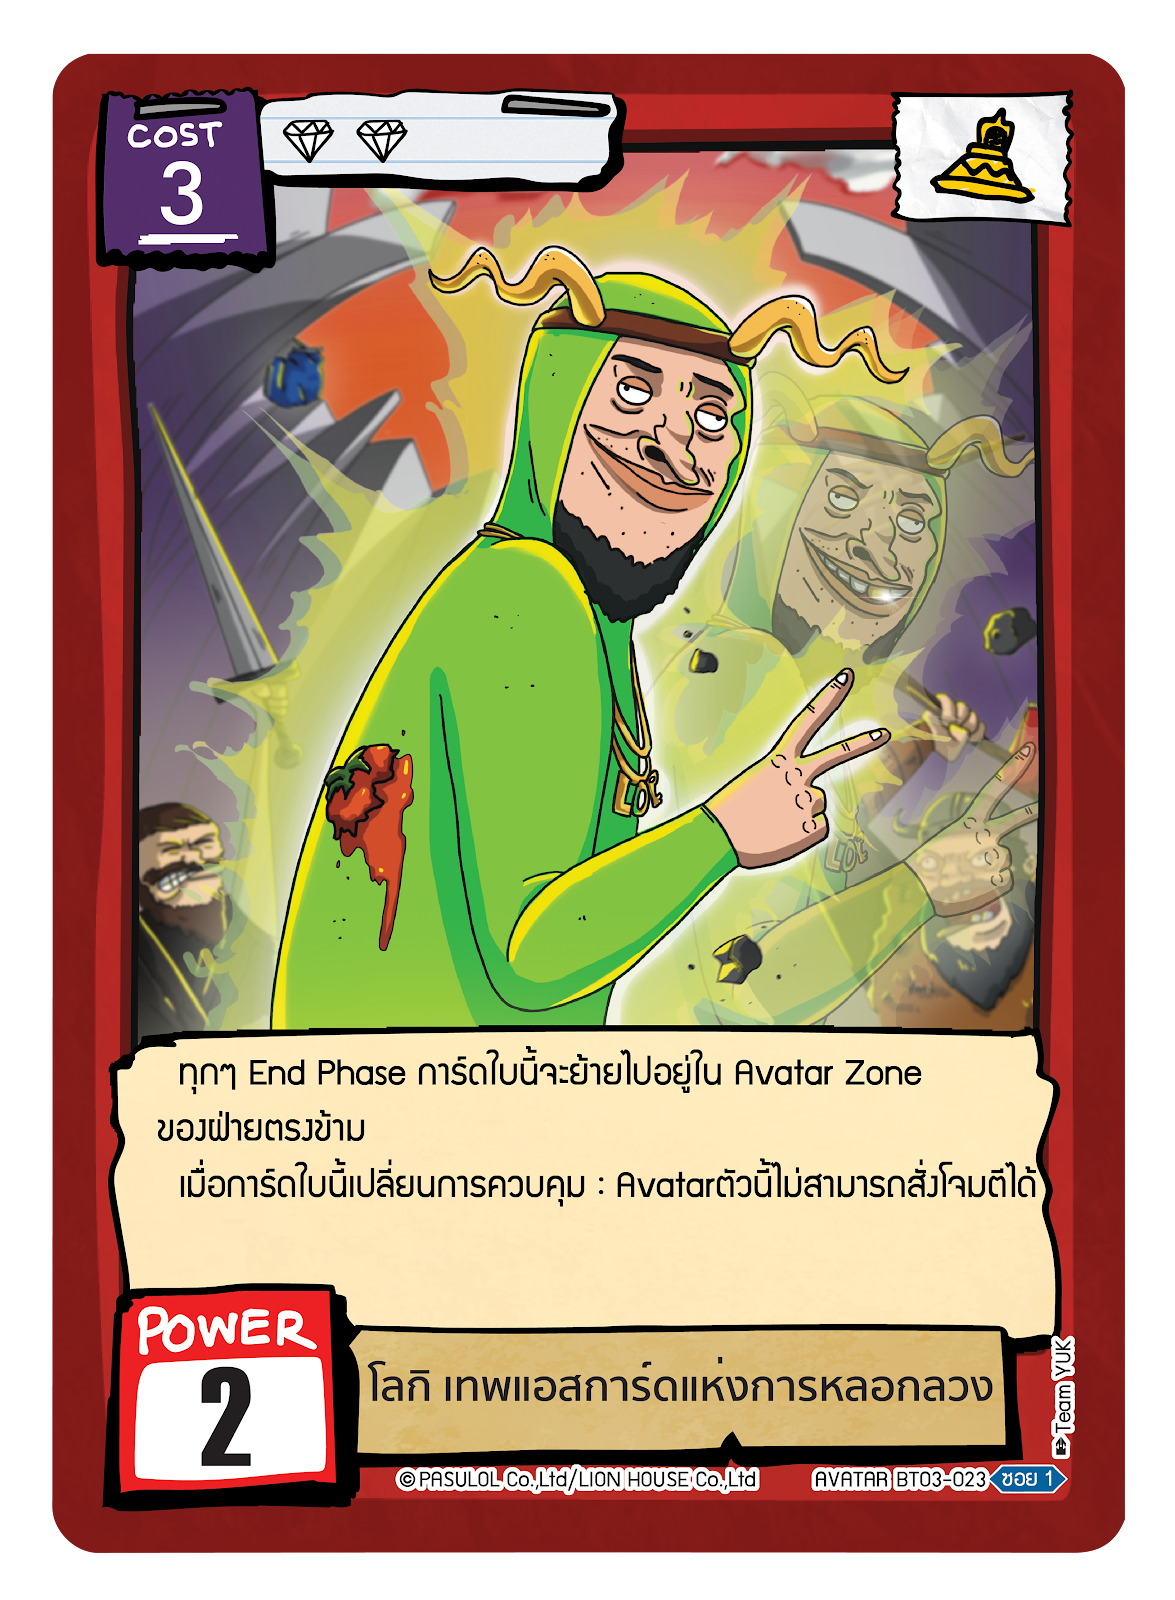 COST
3
ทุกๆ End Phase การ์ดใบนี้จะย้ายไปอยู่ใน Avatar Zone
ของฝ่ายตรงข้าม
เมื่อการ์ดใบนี้เปลี่ยนการควบคุม : Avatarตัวนี้ไม่สามารถสั่งโจมตีได้
POWER
2
โลกิ เทพแอสการ์ดแห่งการหลอกลวง
Team YUK
© PASULOL Co.,Ltd/LION HOUSE Co.,Ltd
AVATAR BT03-023 ซอย 1